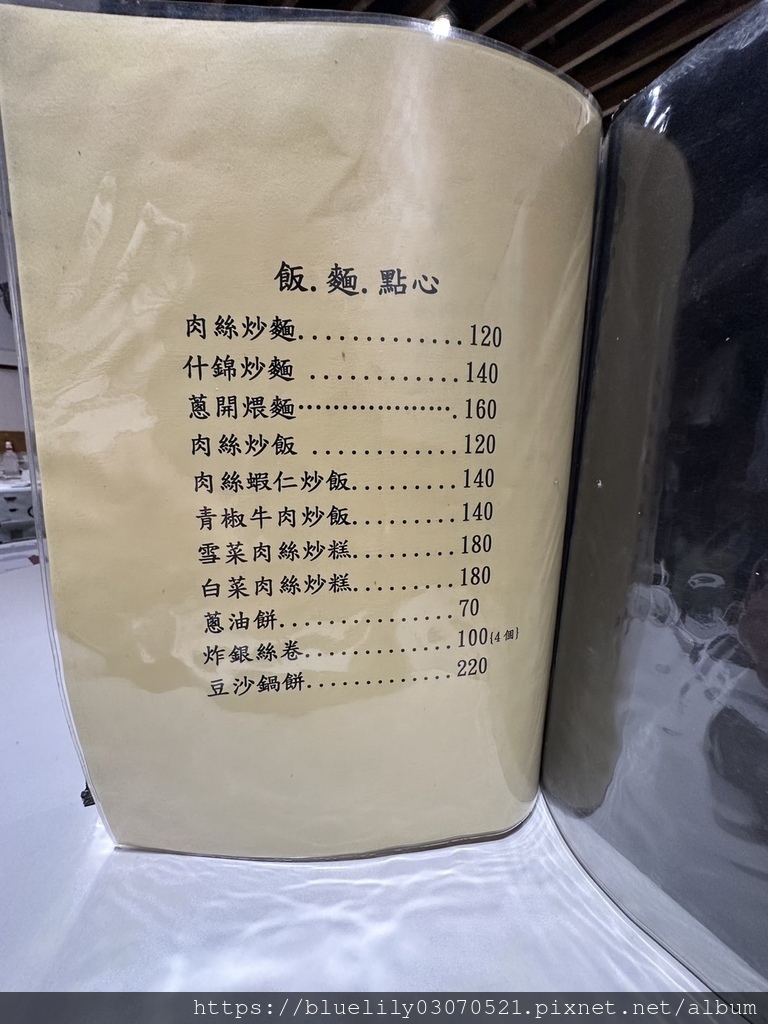 飯.麵.點心
肉絲炒麵.............120
什錦炒麵 ............140
蔥開煨麵···················.160
肉絲炒飯 ............120
肉絲蝦仁炒飯.........140
青椒牛肉炒飯.........140
雪菜肉絲炒糕.........180
白菜肉絲炒糕.........180
蔥油餅...............70
炸銀絲卷.............100{4個}
豆沙鍋餅.............220
https://bluelily03070521.pixnet.net/album